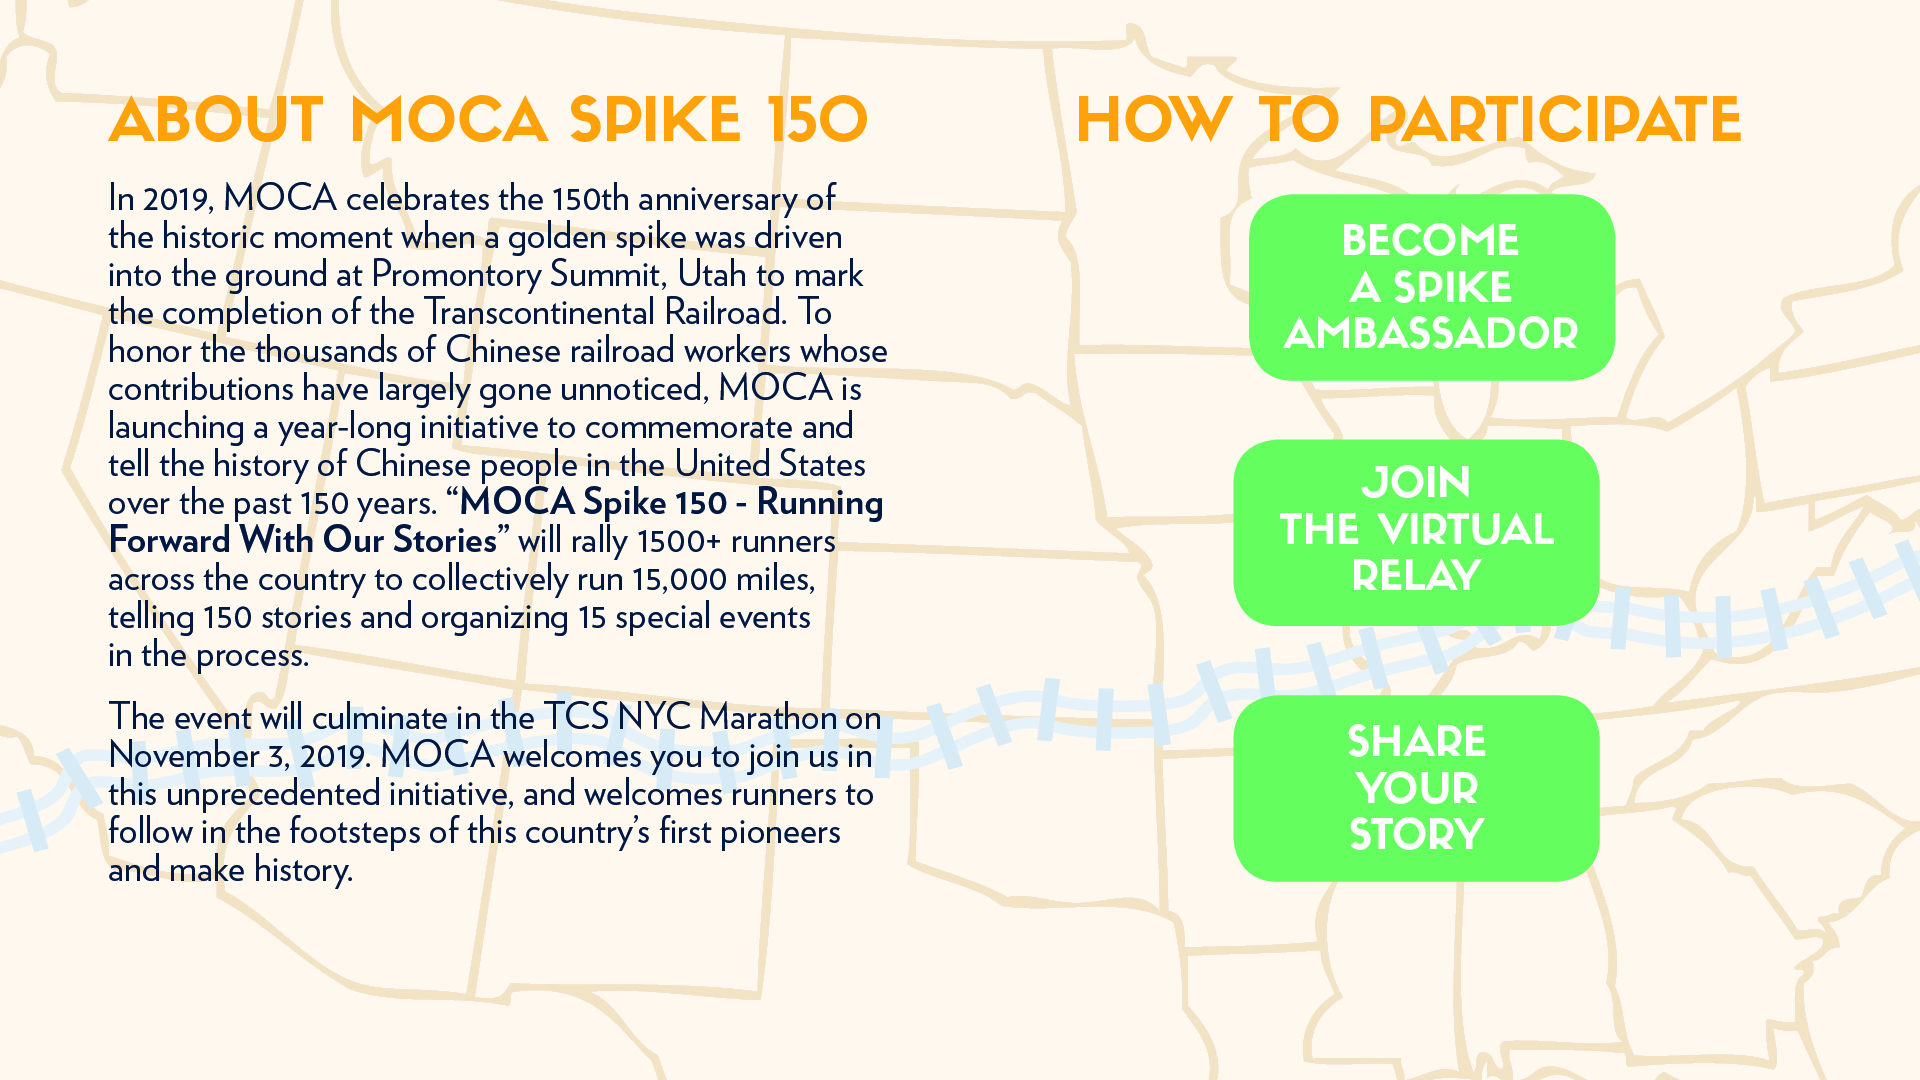 ABOUT MOCA SPIKE 150
In 2019, MOCA celebrates the 150th anniversary of
the historic moment when a golden spike was driven
into the ground at Promontory Summit, Utah to mark
the completion of the Transcontinental Railroad. To
honor the thousands of Chinese railroad workers whose
contributions have largely gone unnoticed, MOCA is
launching a year-long initiative to commemorate and
tell the history of Chinese people in the United States
over the past 150 years. “MOCA Spike 150 - Running
Forward With Our Stories” will rally 1500+ runners
across the country to collectively run 15,000 miles,
telling 150 stories and organizing 15 special events
in the process.
The event will culminate in the TCS NYC Marathon on
November 3, 2019. MOCA welcomes you to join us in
this unprecedented initiative, and welcomes runners to
follow in the footsteps of this country’s first pioneers
and make history.
HOW TO PARTICIPATE
BECOME
A SPIKE
AMBASSADOR
JOIN
THE VIRTUAL
RELAY
SHARE
YOUR
STORY